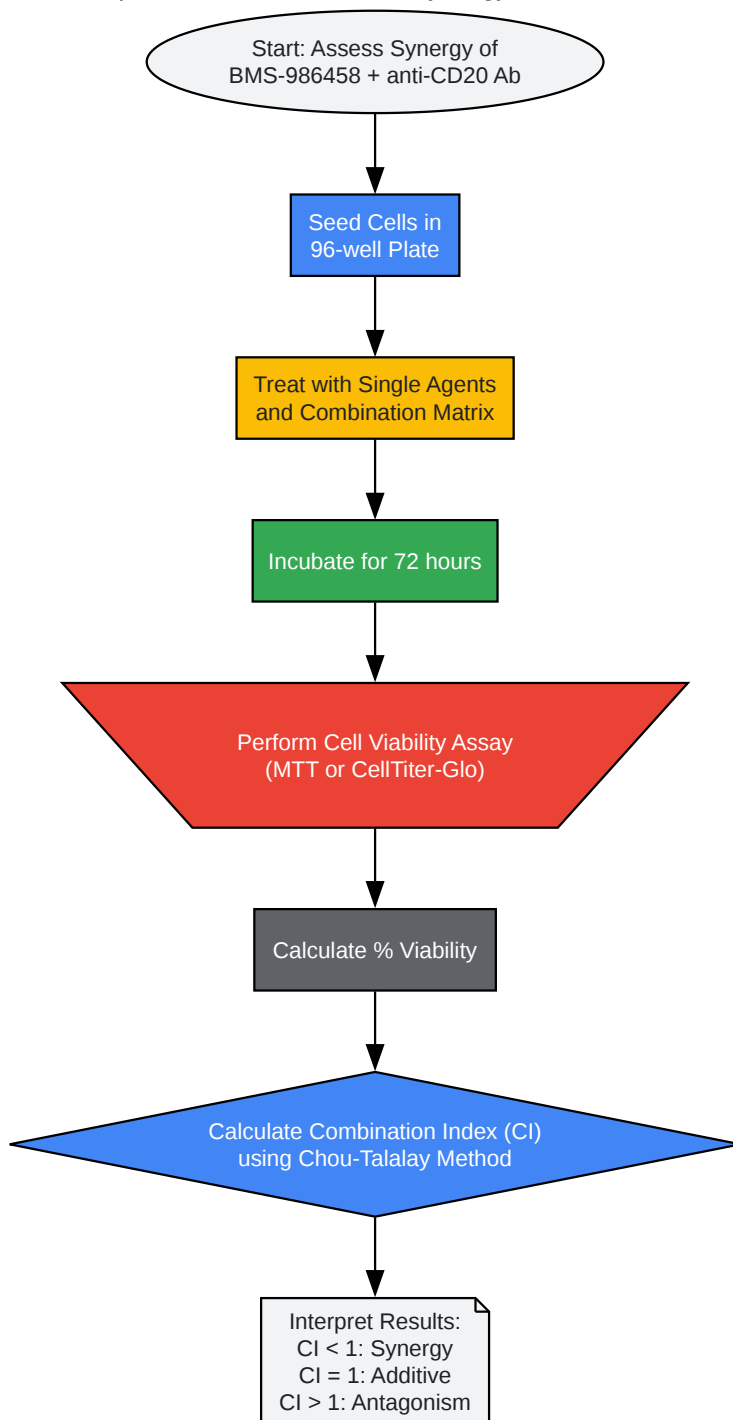 Start: Assess Synergy of
BMS-986458 + anti-CD20 Ab
Seed Cells in
96-well Plate
Treat with Single Agents
and Combination Matrix
Incubate for 72 hours
Perform Cell Viability Assay
(MTT or CellTiter-Glo)
Calculate % Viability
Calculate Combination Index (CI)
using Chou-Talalay Method
Interpret Results:
CI < 1: Synergy
CI = 1: Additive
CI > 1: Antagonism